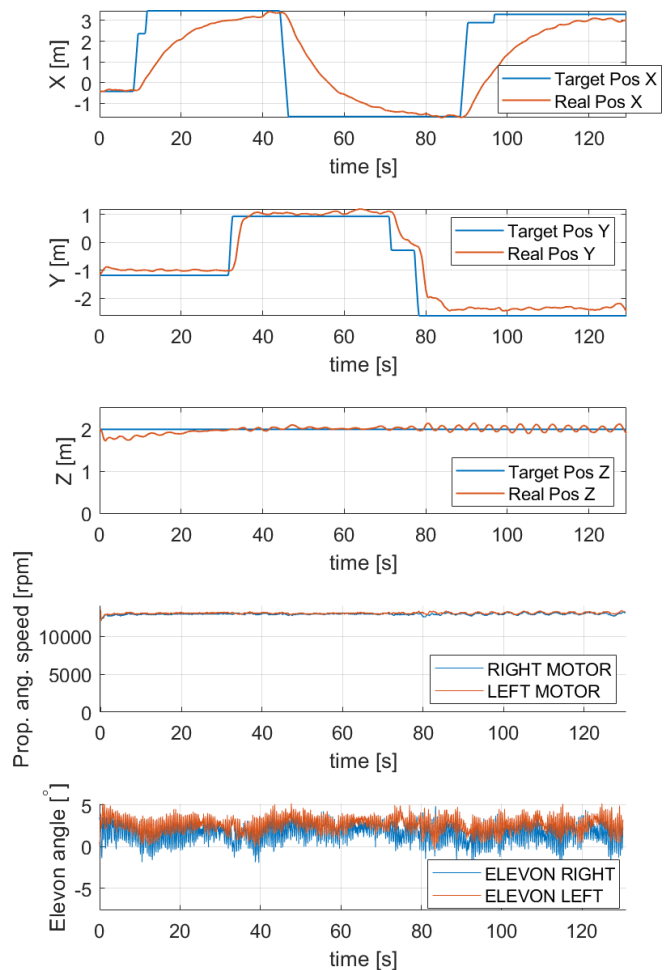 X [m]
3
2
1
0
-1
Target Pos X
Real Pos X
0 20 40 60 80 100 120
time [s]
Y [m]
1
0
-1
-2
Target Pos Y
Real Pos Y
0 20 40 60 80 100 120
time [s]
Z [m]
2
1
0
Target Pos Z
Real Pos Z
0 20 40 60 80 100 120
time [s]
Prop. ang. speed [rpm]
10000
5000
0
RIGHT MOTOR
LEFT MOTOR
0 20 40 60 80 100 120
time [s]
Elevon angle [°]
5
0
-5
ELEVON RIGHT
ELEVON LEFT
0 20 40 60 80 100 120
time [s]